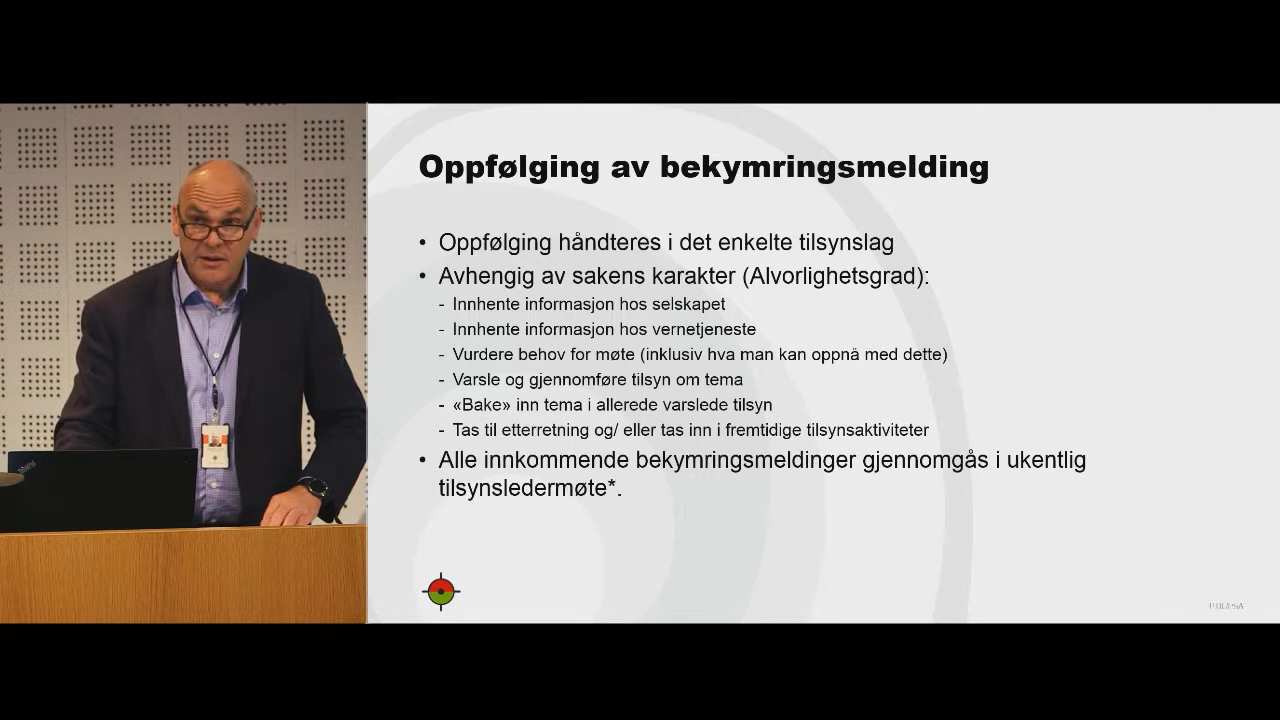 Oppfølging av bekymringsmelding
• Oppfølging håndteres i det enkelte tilsynslag
• Avhengig av sakens karakter (Alvorlighetsgrad):
- Innhente informasjon hos selskapet
- Innhente informasjon hos vernetjeneste
- Vurdere behov for møte (inklusiv hva man kan oppnå med dette)
- Varsle og gjennomføre tilsyn om tema
- «Bake» inn tema i allerede varslede tilsyn
- Tas til etterretning og/ eller tas inn i fremtidige tilsynsaktiviteter
• Alle innkommende bekymringsmeldinger gjennomgås i ukentlig
tilsynsledermøte*.